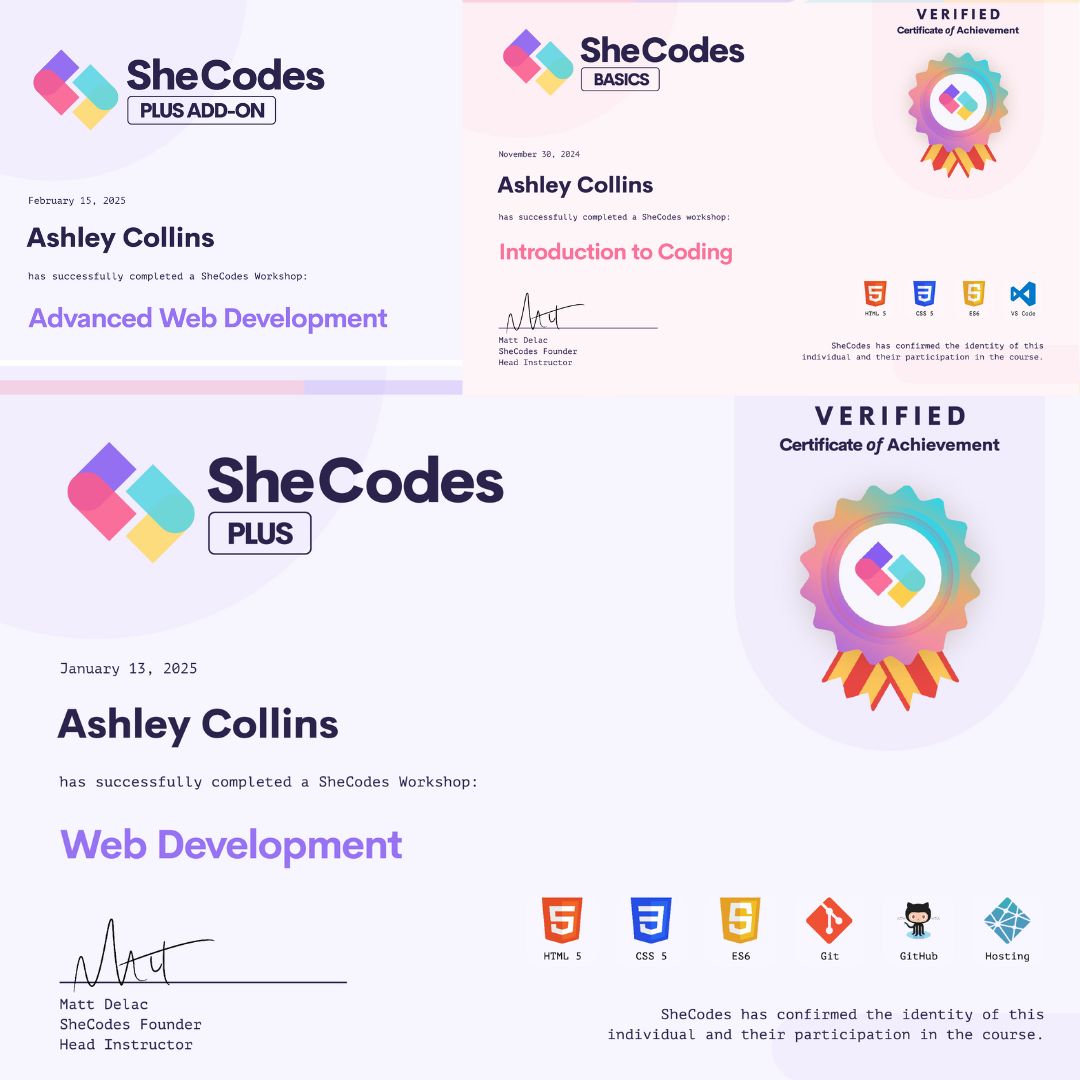 SheCodes
PLUS ADD-ON
February 15, 2025
Ashley Collins
has successfully completed a SheCodes Workshop:
Advanced Web Development
SheCodes
BASICS
VERIFIED
Certificate of Achievement
November 30, 2024
Ashley Collins
has successfully completed a SheCodes workshop:
Introduction to Coding
Matt Delac
SheCodes Founder
Head Instructor
HTML 5 CSS 5 ES6 VS Code
SheCodes has confirmed the identity of this
individual and their participation in the course.
SheCodes
PLUS
VERIFIED
Certificate of Achievement
January 13, 2025
Ashley Collins
has successfully completed a SheCodes Workshop:
Web Development
Matt
Matt Delac
SheCodes Founder
Head Instructor
HTML 5 CSS 5 ES6 Git GitHub Hosting
SheCodes has confirmed the identity of this
individual and their participation in the course.